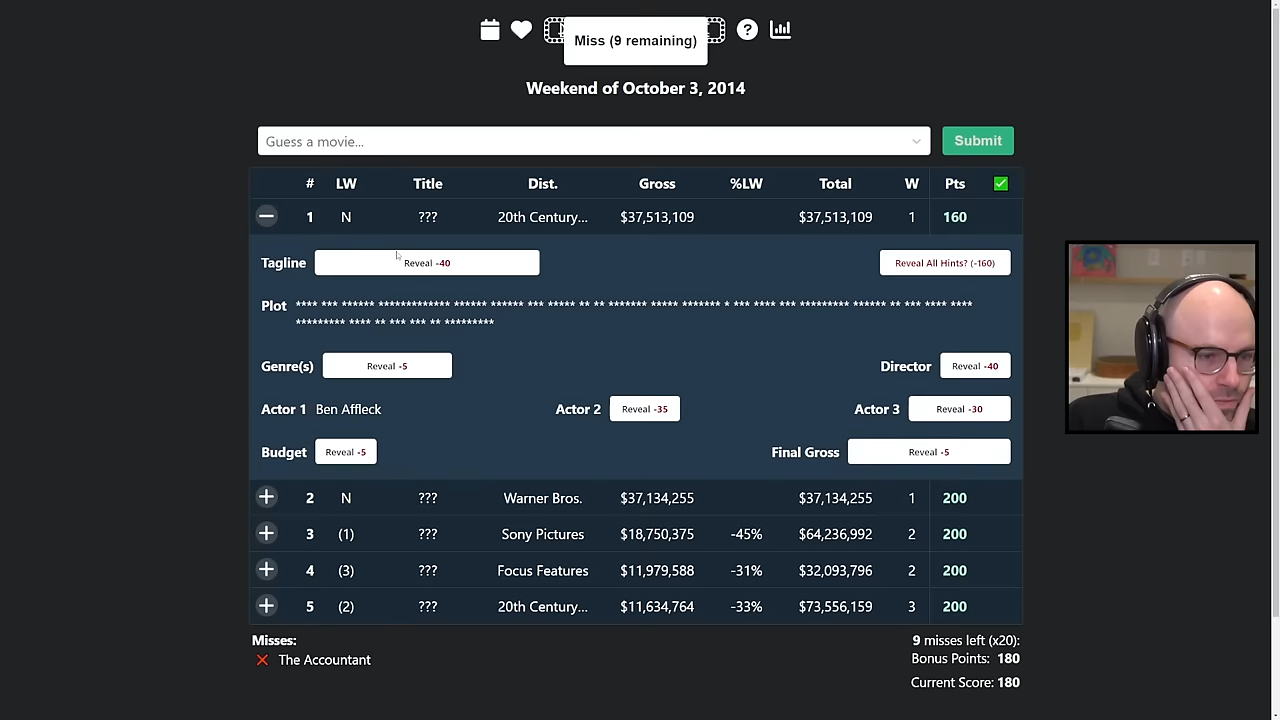 Miss (9 remaining)
?
Weekend of October 3, 2014
Guess a movie...
Submit
# LW Title Dist. Gross %LW Total W Pts
1 N ??? 20th Century... $37,513,109 $37,513,109 1 160
Tagline Reveal -40 Reveal All Hints? (-160)
Plot **** *** ****** ************* ****** ****** *** ***** ** ** ******* ***** ******* * *** **** *** ********* ****** ** *** **** ****
********* **** ** *** *** ** *********
Genre(s) Reveal -5 Director Reveal -40
Actor 1 Ben Affleck Actor 2 Reveal -35 Actor 3 Reveal -30
Budget Reveal -5 Final Gross Reveal -5
2 N ??? Warner Bros. $37,134,255 $37,134,255 1 200
3 (1) ??? Sony Pictures $18,750,375 -45% $64,236,992 2 200
4 (3) ??? Focus Features $11,979,588 -31% $32,093,796 2 200
5 (2) ??? 20th Century... $11,634,764 -33% $73,556,159 3 200
Misses:
The Accountant
9 misses left (x20):
Bonus Points: 180
Current Score: 180